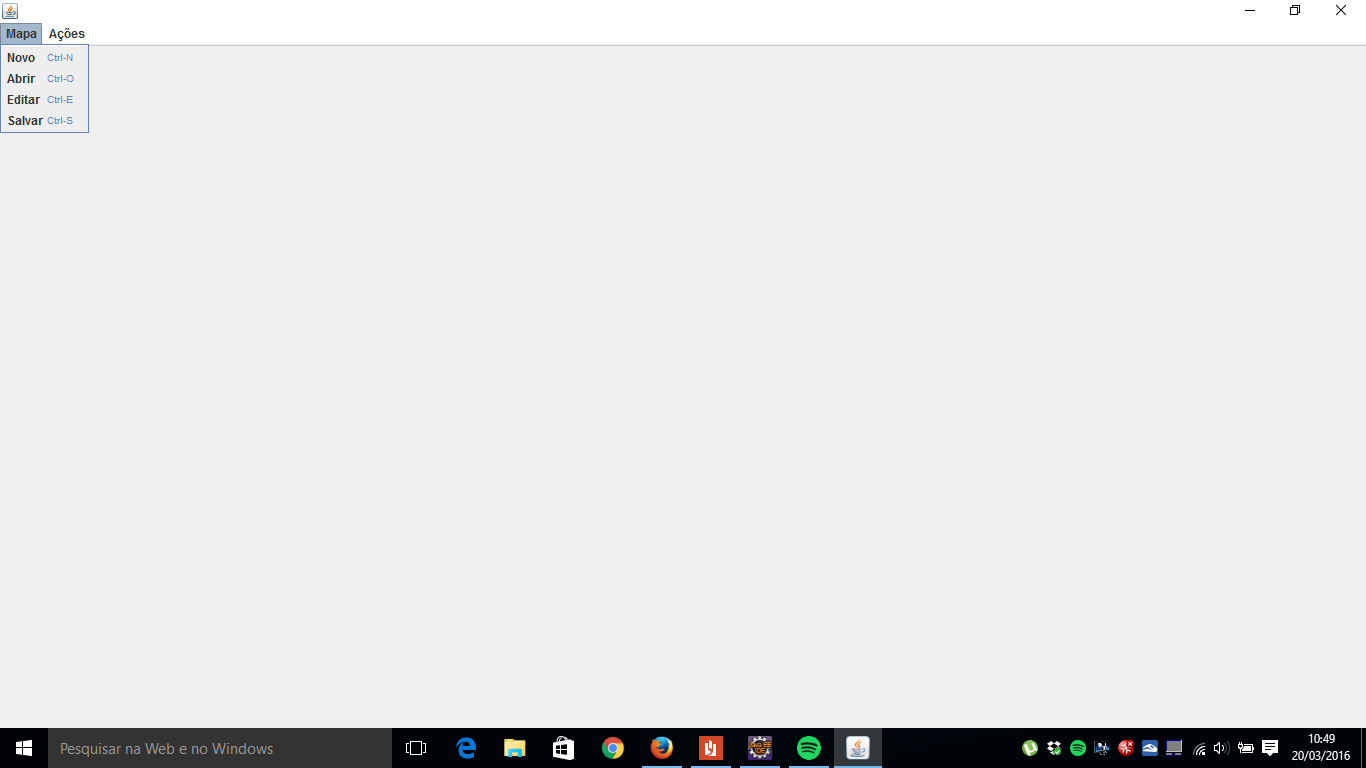 Mapa Ações
Novo Ctrl-N
Abrir Ctrl-O
Editar Ctrl-E
Salvar Ctrl-S
Pesquisar na Web e no Windows
10:49
20/03/2016